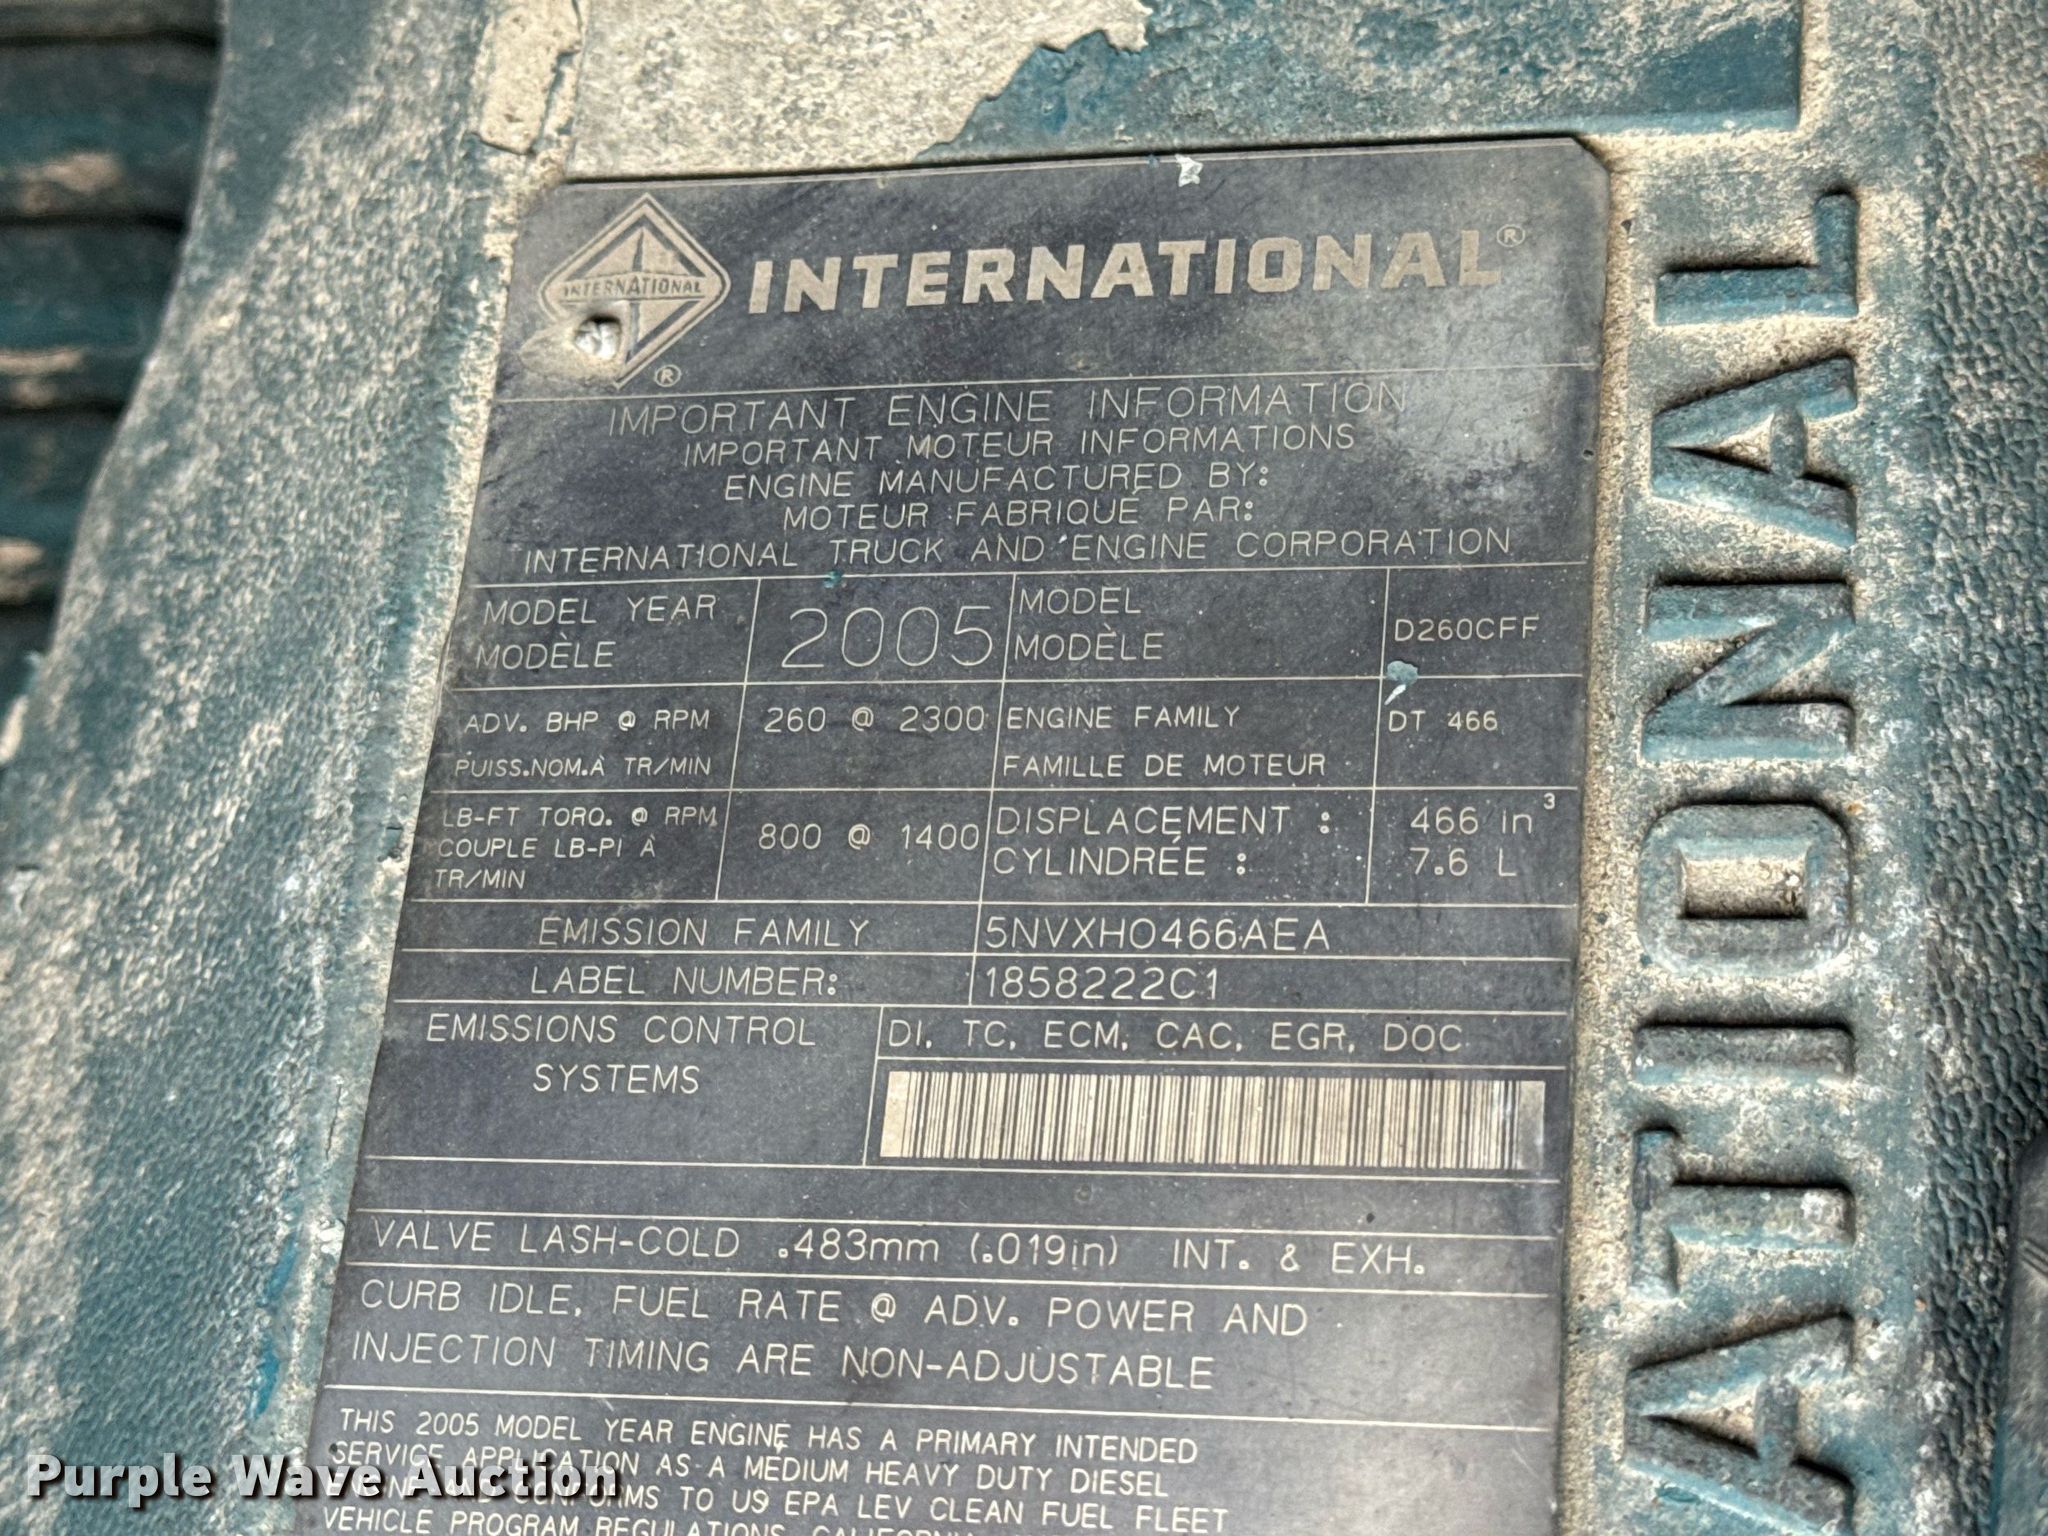 INTERNATIONAL
INTERNATIONAL®
®
IMPORTANT ENGINE INFORMATION
IMPORTANT MOTEUR INFORMATIONS
ENGINE MANUFACTURED BY:
MOTEUR FABRIQUÉ PAR:
INTERNATIONAL TRUCK AND ENGINE CORPORATION
MODEL YEAR
MODÈLE
2005
MODEL
MODÈLE
D260CFF
ADV. BHP @ RPM
PUISS.NOM.À TR/MIN
260 @ 2300
ENGINE FAMILY
FAMILLE DE MOTEUR
DT 466
LB-FT TORQ. @ RPM
COUPLE LB-PI À
TR/MIN
800 @ 1400
DISPLACEMENT :
CYLINDRÉE :
466 in³
7.6 L
EMISSION FAMILY
5NVXH0466AEA
LABEL NUMBER:
1858222C1
EMISSIONS CONTROL
SYSTEMS
DI, TC, ECM, CAC, EGR, DOC
VALVE LASH-COLD .483mm (.019in) INT. & EXH.
CURB IDLE, FUEL RATE @ ADV. POWER AND
INJECTION TIMING ARE NON-ADJUSTABLE
THIS 2005 MODEL YEAR ENGINE HAS A PRIMARY INTENDED
SERVICE APPLICATION AS A MEDIUM HEAVY DUTY DIESEL
ENGINE AND CONFORMS TO US EPA LEV CLEAN FUEL FLEET
VEHICLE PROGRAM REGULATIONS,
ATIONAL
Purple Wave Auction